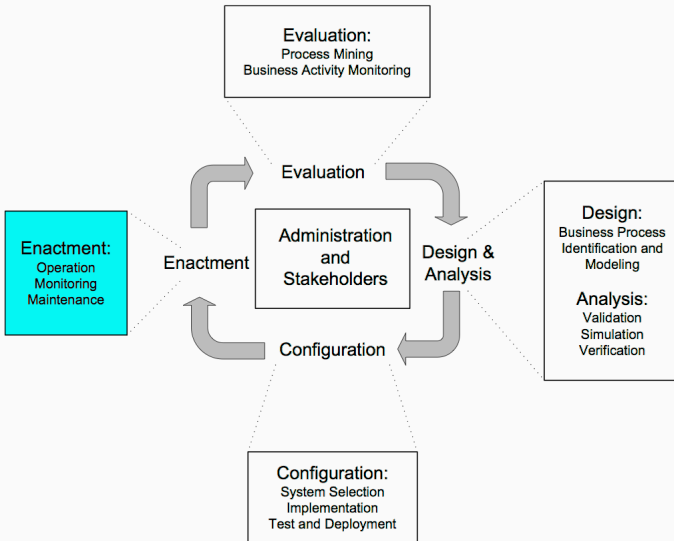 Evaluation:
Process Mining
Business Activity Monitoring
Evaluation
Enactment:
Operation
Monitoring
Maintenance
Enactment
Administration
and
Stakeholders
Design &
Analysis
Design:
Business Process
Identification and
Modeling
Analysis:
Validation
Simulation
Verification
Configuration
Configuration:
System Selection
Implementation
Test and Deployment